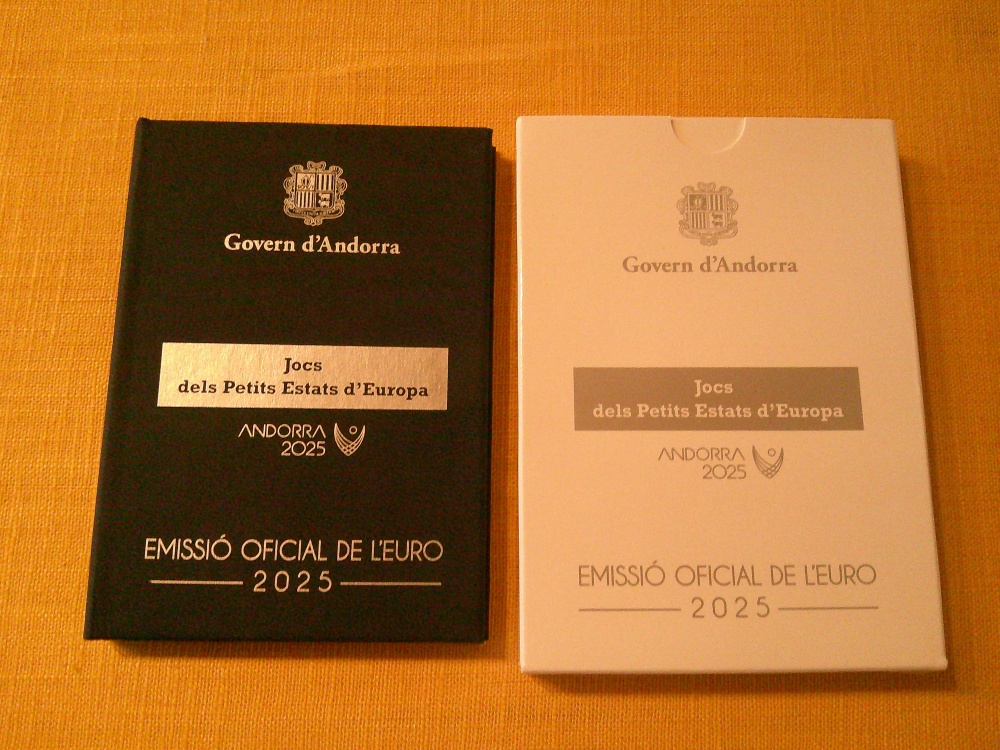 Govern d'Andorra
Jocs
dels Petits Estats d'Europa
ANDORRA
2025
EMISSIÓ OFICIAL DE L'EURO
2025
Govern d'Andorra
Jocs
dels Petits Estats d'Europa
ANDORRA
2025
EMISSIÓ OFICIAL DE L'EURO
2025